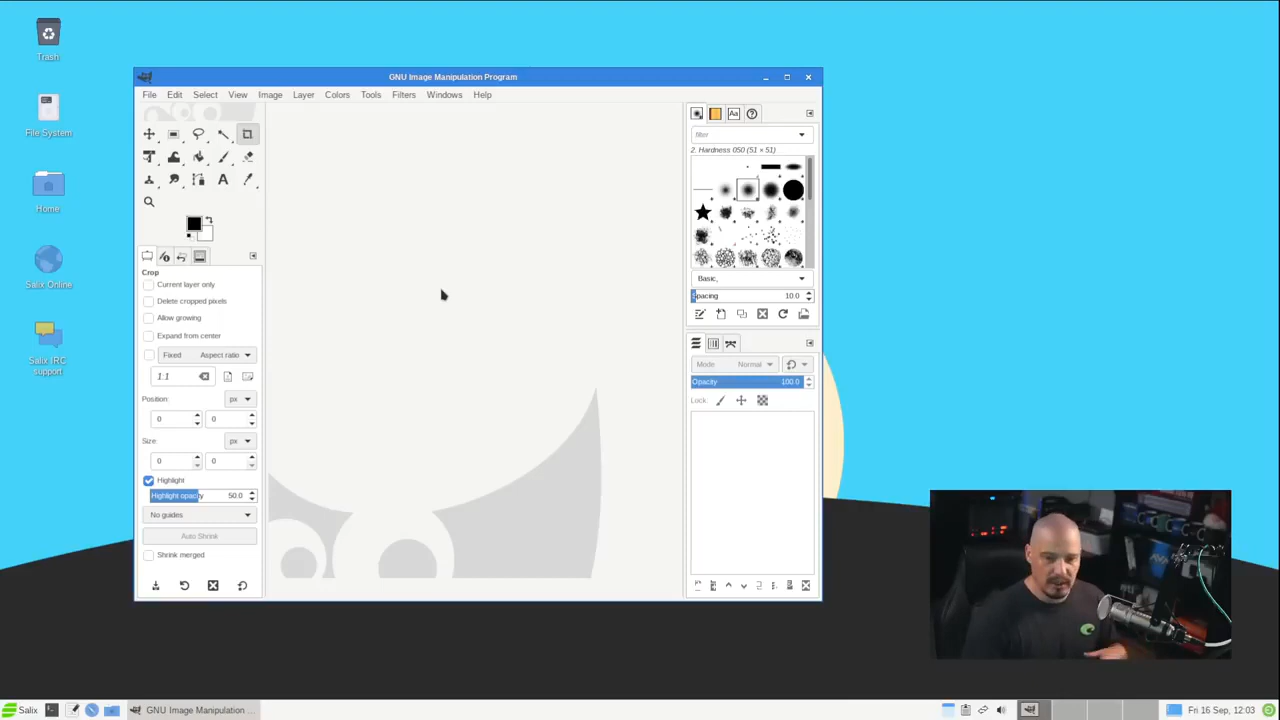 Trash
File System
Home
Salix Online
Salix IRC
support
GNU Image Manipulation Program
File Edit Select View Image Layer Colors Tools Filters Windows Help
Crop
Current layer only
Delete cropped pixels
Allow growing
Expand from center
Fixed Aspect ratio
1:1
Position: px
0 0
Size: px
0 0
Highlight
Highlight opacity 50.0
No guides
Auto Shrink
Shrink merged
Aa
filter
2. Hardness 050 (51 × 51)
Basic,
Spacing 10.0
Mode Normal
Opacity 100.0
Lock:
Salix
GNU Image Manipulation ...
Fri 16 Sep, 12:03